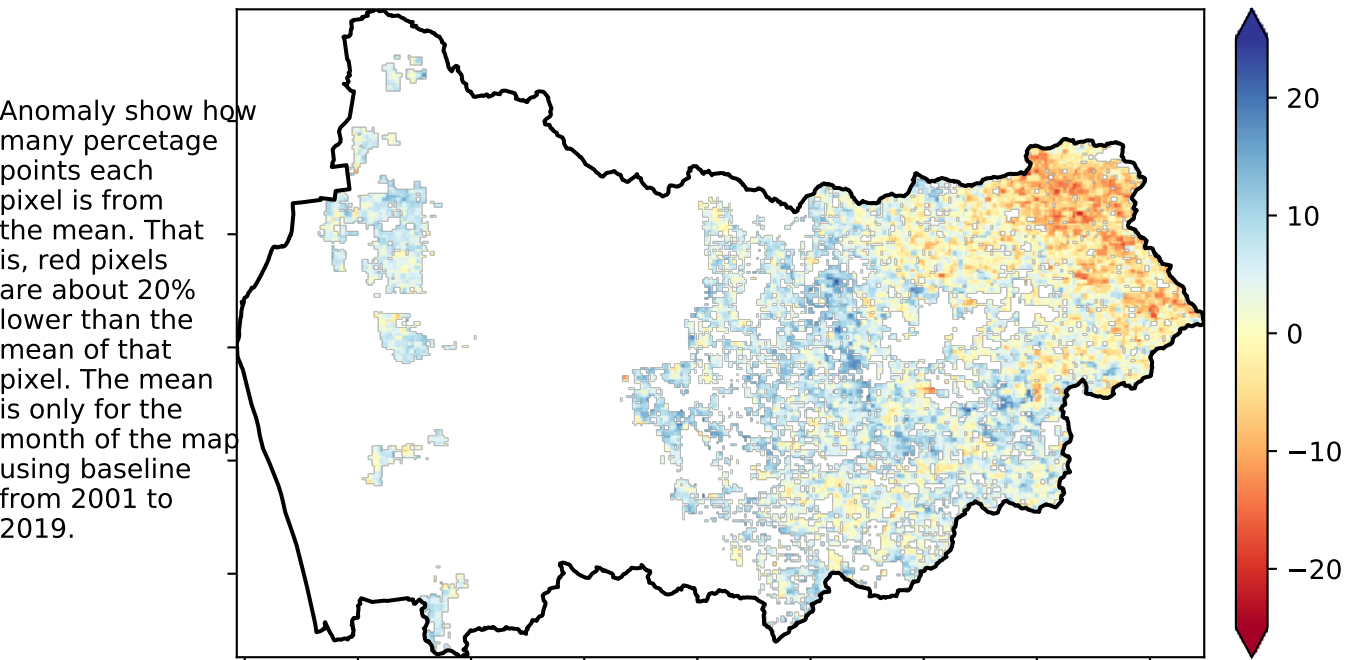 Anomaly show how
many percetage
points each
pixel is from
the mean. That
is, red pixels
are about 20%
lower than the
mean of that
pixel. The mean
is only for the
month of the map
using baseline
from 2001 to
2019.
20
10
0
−10
−20